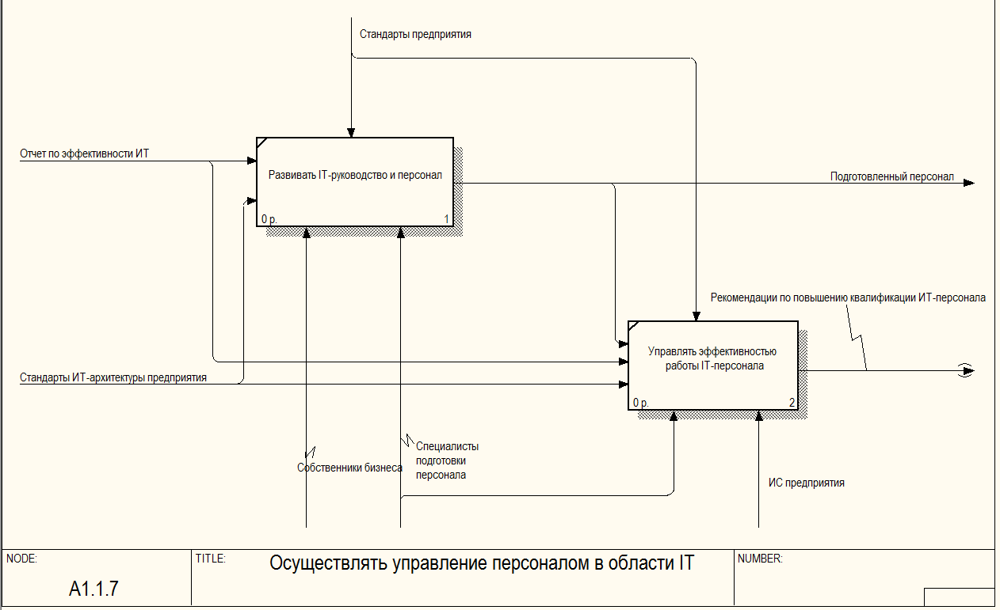 Стандарты предприятия
Отчет по эффективности ИТ
Развивать IT-руководство и персонал
0 р.
1
Подготовленный персонал
Рекомендации по повышению квалификации ИТ-персонала
Управлять эффективностью
работы IT-персонала
0 р.
2
Стандарты ИТ-архитектуры предприятия
Собственники бизнеса
Специалисты
подготовки
персонала
ИС предприятия
NODE:
A1.1.7
TITLE:
Осуществлять управление персоналом в области IT
NUMBER: